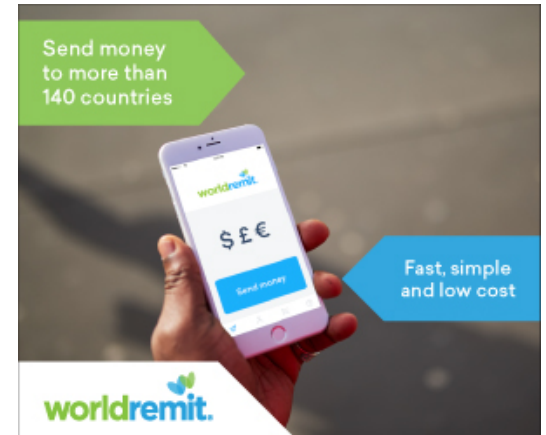 Send money
to more than
140 countries
worldremit.
$ £ €
Send money
Fast, simple
and low cost
worldremit.